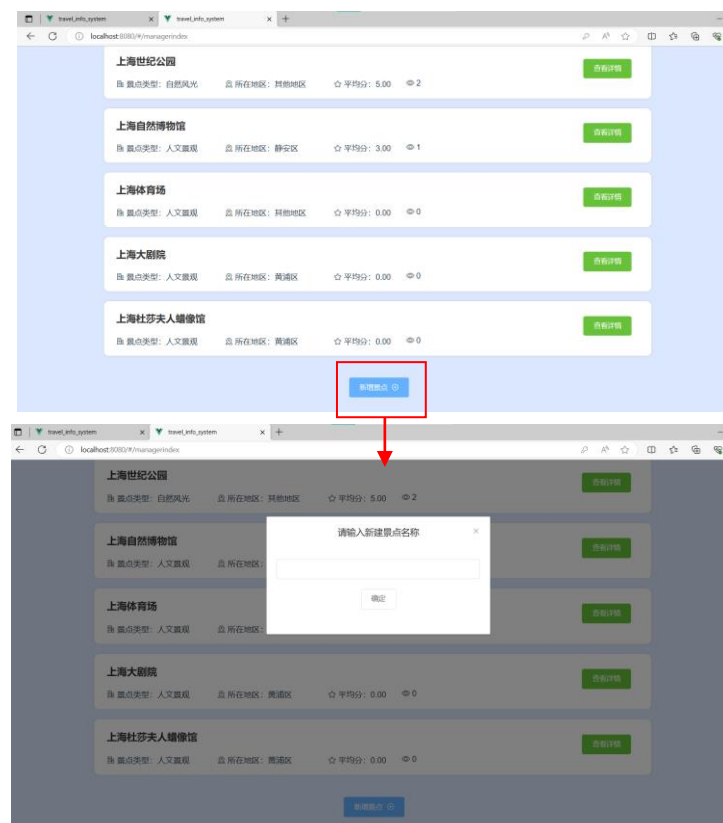 travel_info_system
travel_info_system
localhost:8080/#/managerindex
上海世纪公园
查看详情
景点类型：自然风光 所在地区：其他地区 平均分：5.00 2
上海自然博物馆
查看详情
景点类型：人文景观 所在地区：静安区 平均分：3.00 1
上海体育场
查看详情
景点类型：人文景观 所在地区：其他地区 平均分：0.00 0
上海大剧院
查看详情
景点类型：人文景观 所在地区：黄浦区 平均分：0.00 0
上海杜莎夫人蜡像馆
查看详情
景点类型：人文景观 所在地区：黄浦区 平均分：0.00 0
新增景点
travel_info_system
travel_info_system
localhost:8080/#/managerindex
上海世纪公园
查看详情
景点类型：自然风光 所在地区：其他地区 平均分：5.00 2
请输入新建景点名称
上海自然博物馆
查看详情
景点类型：人文景观 所在地区：
确定
上海体育场
查看详情
景点类型：人文景观 所在地区：
上海大剧院
查看详情
景点类型：人文景观 所在地区：黄浦区 平均分：0.00 0
上海杜莎夫人蜡像馆
查看详情
景点类型：人文景观 所在地区：黄浦区 平均分：0.00 0
新增景点